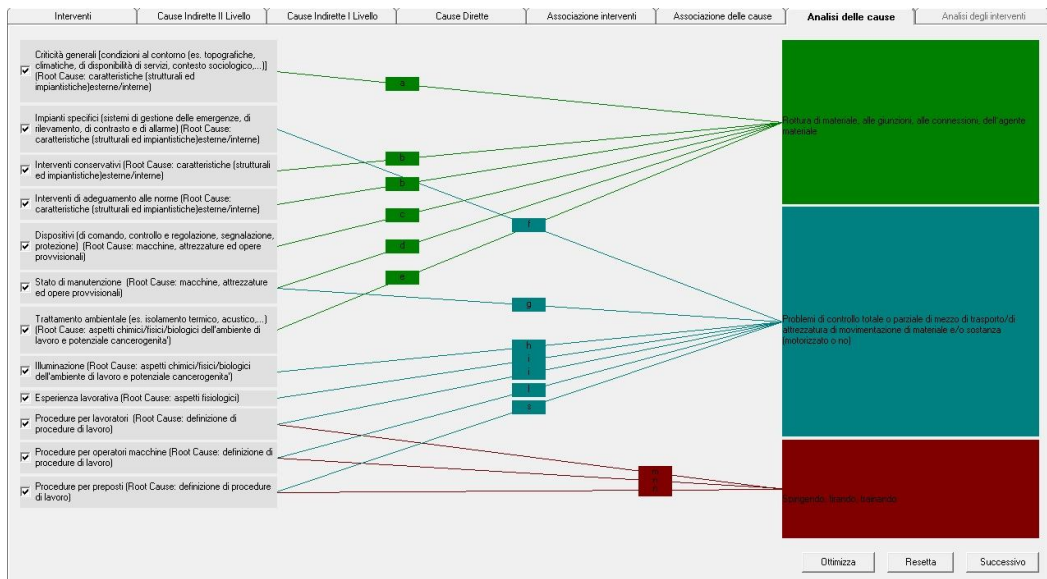 Interventi
Cause Indirette II Livello
Cause Indirette I Livello
Cause Dirette
Associazione interventi
Associazione delle cause
Analisi delle cause
Analisi degli interventi
Criticità generali [condizioni al contorno (es. topografiche,
climatiche, di disponibilità di servizi, contesto sociologico,...)]
(Root Cause: caratteristiche (strutturali ed
impiantistiche)esterne/interne)
Impianti specifici (sistemi di gestione delle emergenze, di
rilevamento, di contrasto e di allarme) (Root Cause:
caratteristiche (strutturali ed impiantistiche)esterne/interne)
Interventi conservativi (Root Cause: caratteristiche (strutturali
ed impiantistiche)esterne/interne)
Interventi di adeguamento alle norme (Root Cause:
caratteristiche (strutturali ed impiantistiche)esterne/interne)
Dispositivi (di comando, controllo e regolazione, segnalazione,
protezione) (Root Cause: macchine, attrezzature ed opere
provvisionali)
Stato di manutenzione (Root Cause: macchine, attrezzature
ed opere provvisionali)
Trattamento ambientale (es. isolamento termico, acustico,...)
(Root Cause: aspetti chimici/fisici/biologici dell'ambiente di
lavoro e potenziale cancerogenita')
Illuminazione (Root Cause: aspetti chimici/fisici/biologici
dell'ambiente di lavoro e potenziale cancerogenita')
Esperienza lavorativa (Root Cause: aspetti fisiologici)
Procedure per lavoratori (Root Cause: definizione di
procedure di lavoro)
Procedure per operatori macchine (Root Cause: definizione di
procedure di lavoro)
Procedure per preposti (Root Cause: definizione di procedure
di lavoro)
a
b
b
c
d
e
f
g
h
i
i
l
z
Rottura di materiale, alle giunzioni, alle connessioni, dell'agente
materiale
Problemi di controllo totale o parziale di mezzo di trasporto/di
attrezzatura di movimentazione di materiale e/o sostanza
(motorizzato o no)
Spingendo, tirando, trainando
Ottimizza
Resetta
Successivo